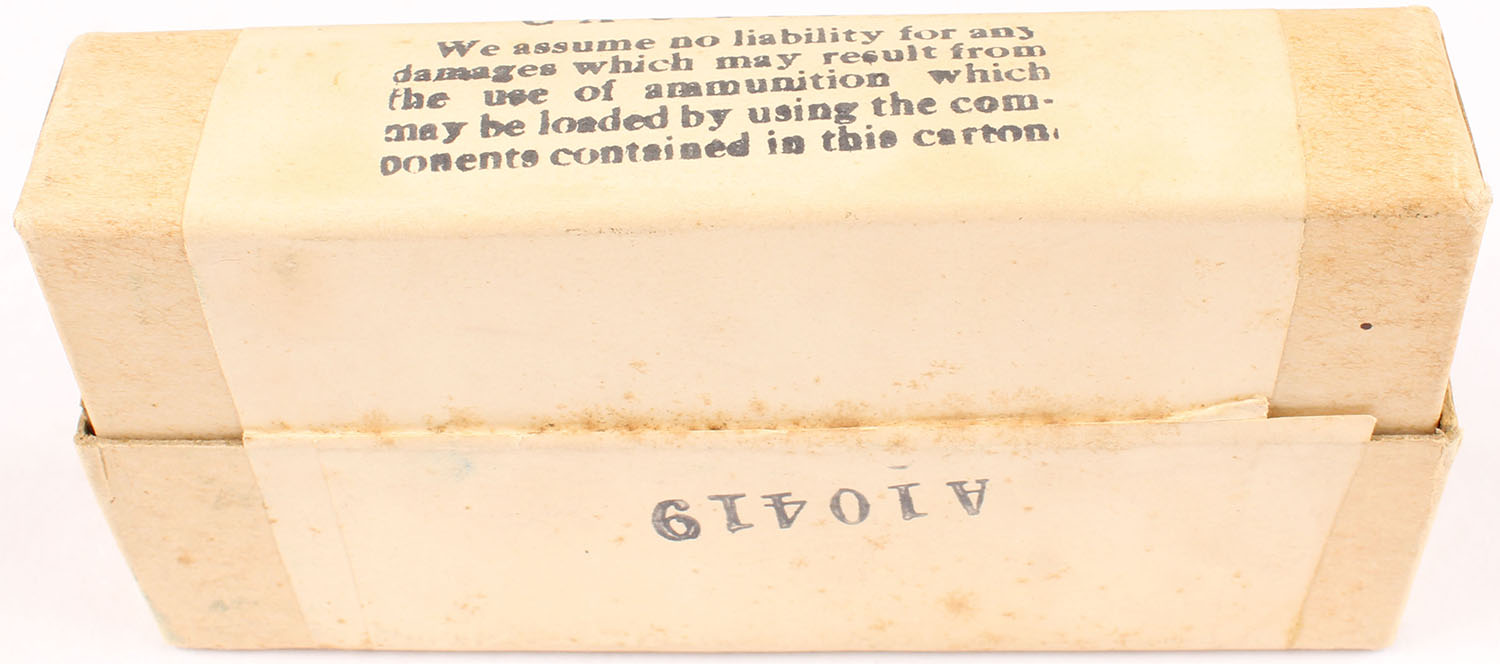 We assume no liability for any
damages which may result from
the use of ammunition which
may be loaded by using the com-
ponents contained in this carton.
A10419